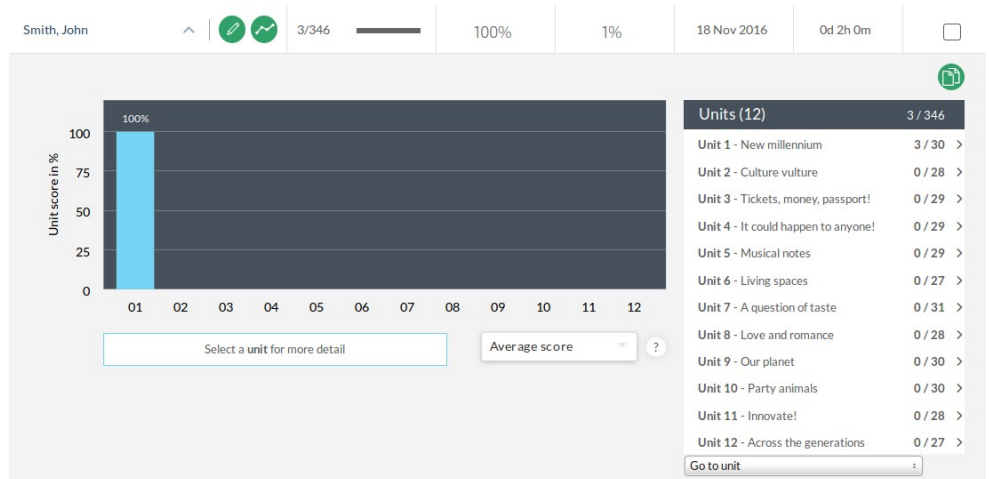 Smith, John 3/346 100% 1% 18 Nov 2016 0d 2h 0m
100%
Unit score in %
100
75
50
25
0
01 02 03 04 05 06 07 08 09 10 11 12
Select a unit for more detail
Average score ?
Units (12) 3 / 346
Unit 1 - New millennium 3 / 30 >
Unit 2 - Culture vulture 0 / 28 >
Unit 3 - Tickets, money, passport! 0 / 29 >
Unit 4 - It could happen to anyone! 0 / 29 >
Unit 5 - Musical notes 0 / 29 >
Unit 6 - Living spaces 0 / 27 >
Unit 7 - A question of taste 0 / 31 >
Unit 8 - Love and romance 0 / 28 >
Unit 9 - Our planet 0 / 30 >
Unit 10 - Party animals 0 / 30 >
Unit 11 - Innovate! 0 / 28 >
Unit 12 - Across the generations 0 / 27 >
Go to unit